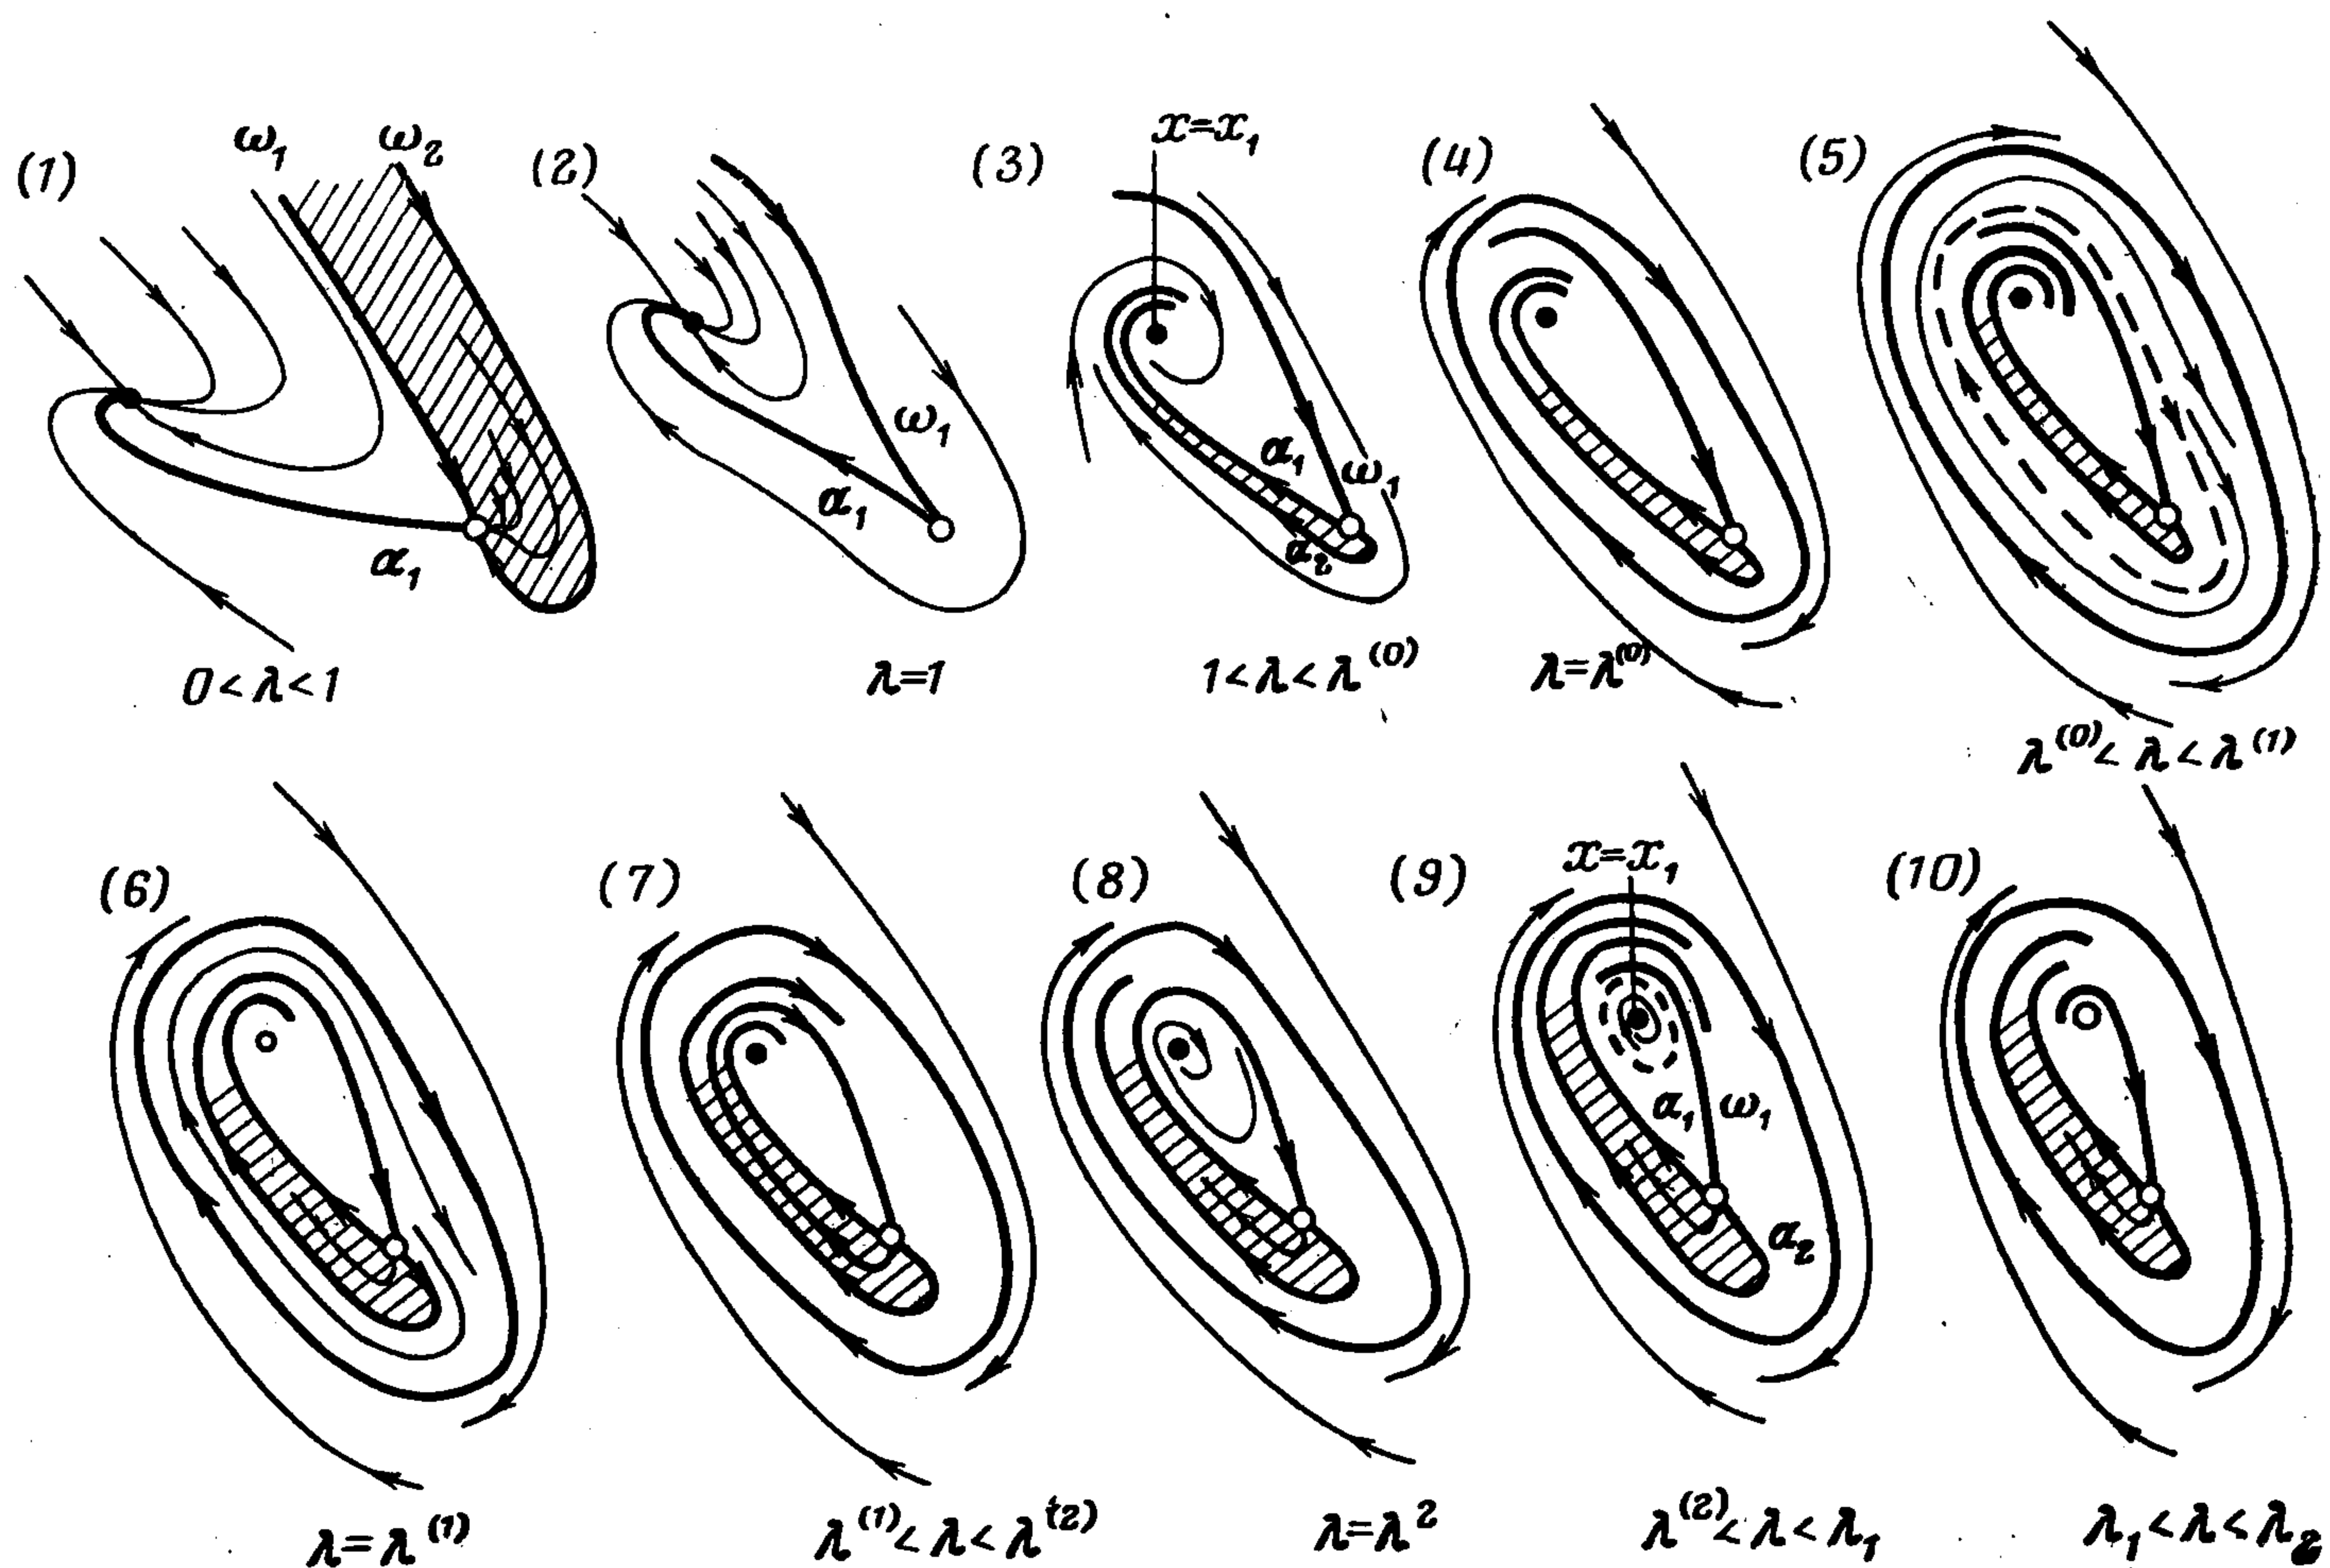 (1) ω₁ ω₂ (2) (3) x=x₁ (4) (5)
ω₁
α₁ ω₁
α₁
α₁ α₂
0<λ<1 λ=1 1<λ<λ⁽⁰⁾ λ=λ⁽⁰⁾
λ⁽⁰⁾<λ<λ⁽¹⁾
(6) (7) (8) (9) x=x₁ (10)
α₁ ω₁
α₂
λ=λ⁽¹⁾ λ⁽¹⁾<λ<λ⁽²⁾ λ=λ² λ⁽²⁾<λ<λ₁ λ₁<λ<λ₂